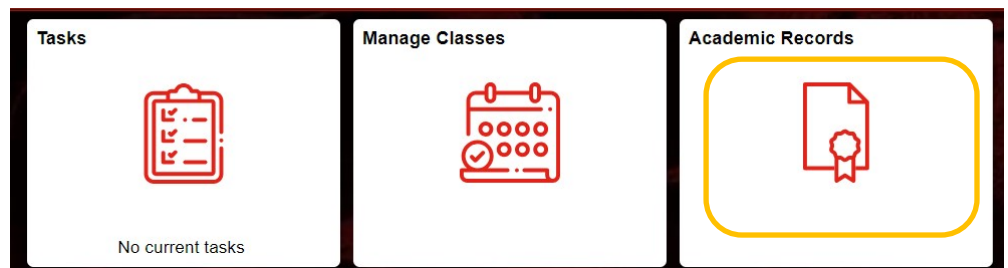 Tasks
Manage Classes
Academic Records
No current tasks